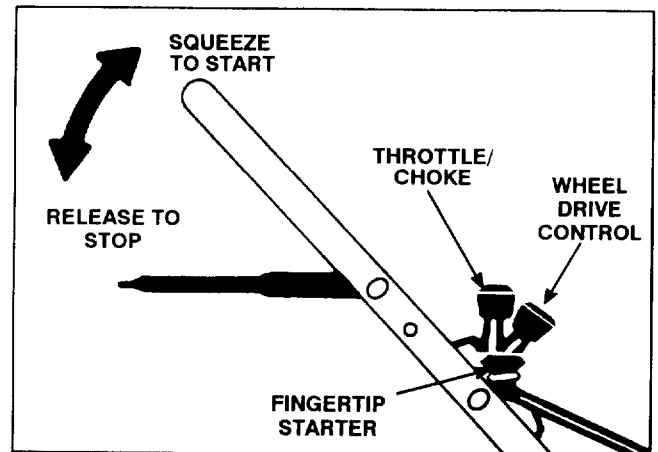 SQUEEZE
TO START
THROTTLE/
CHOKE
WHEEL
DRIVE
CONTROL
RELEASE TO
STOP
FINGERTIP
STARTER